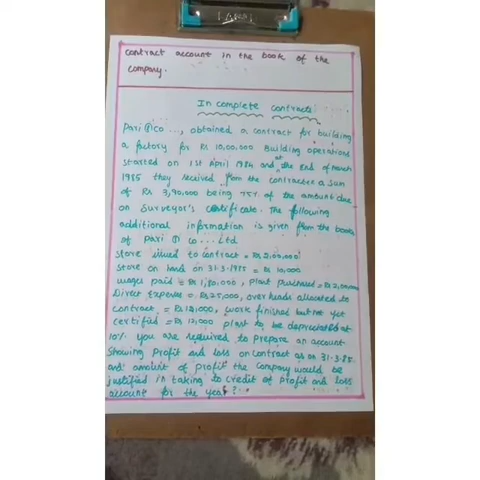 contract account in the book of the
company.
In complete contracts:
Pari & Co..., obtained a contract for building
a factory for Rs 10,00,000 Building operations
started on 1st April 1984 and at the end of march
1985 they received from the contractee a sum
of Rs 3,90,000 being 75% of the amount due
on Surveyor's Certificate. The following
additional information is given from the books
of Pari & Co... Ltd
Store issued to contract = Rs 2,00,000
Store on hand on 31.3.1985 = Rs 10,000
wages paid = Rs 1,80,000, plant purchased = Rs 2,00,000
Direct Expense = Rs 25,000, over heads allocated to
contract = Rs 12,000, work finished but not yet
certified = Rs 12,000 plant to be depreciated at
10% you are required to prepare an account
showing Profit and loss on contract as on 31.3.85.
and amount of profit the company would be
justified in taking to credit of profit and loss
account for the year: